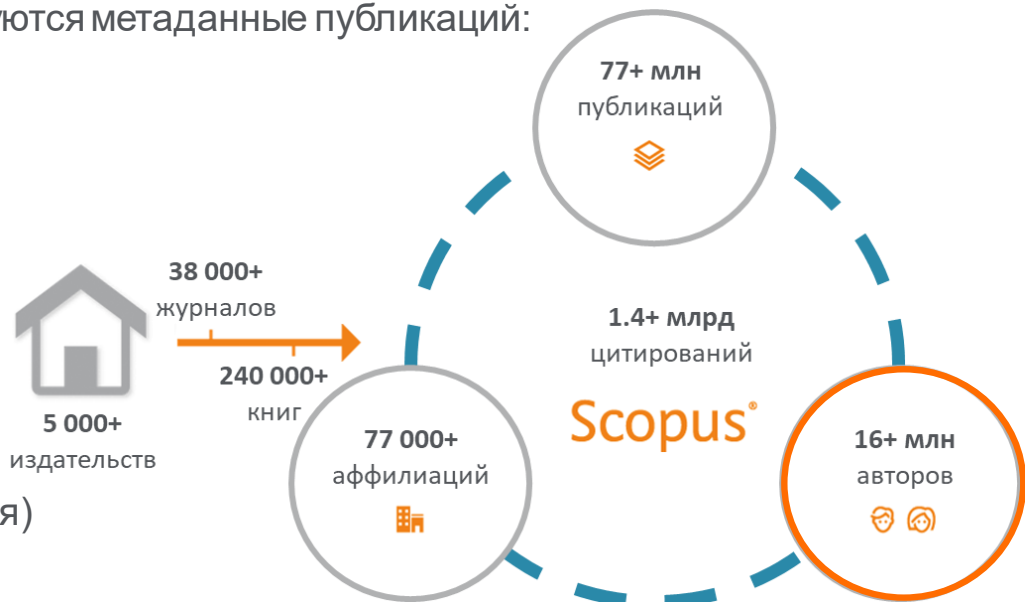 уются метаданные публикаций:
77+ млн
публикаций
38 000+
журналов
240 000+
книг
5 000+
издательств
1.4+ млрд
цитирований
Scopus®
77 000+
аффилиаций
16+ млн
авторов
я)